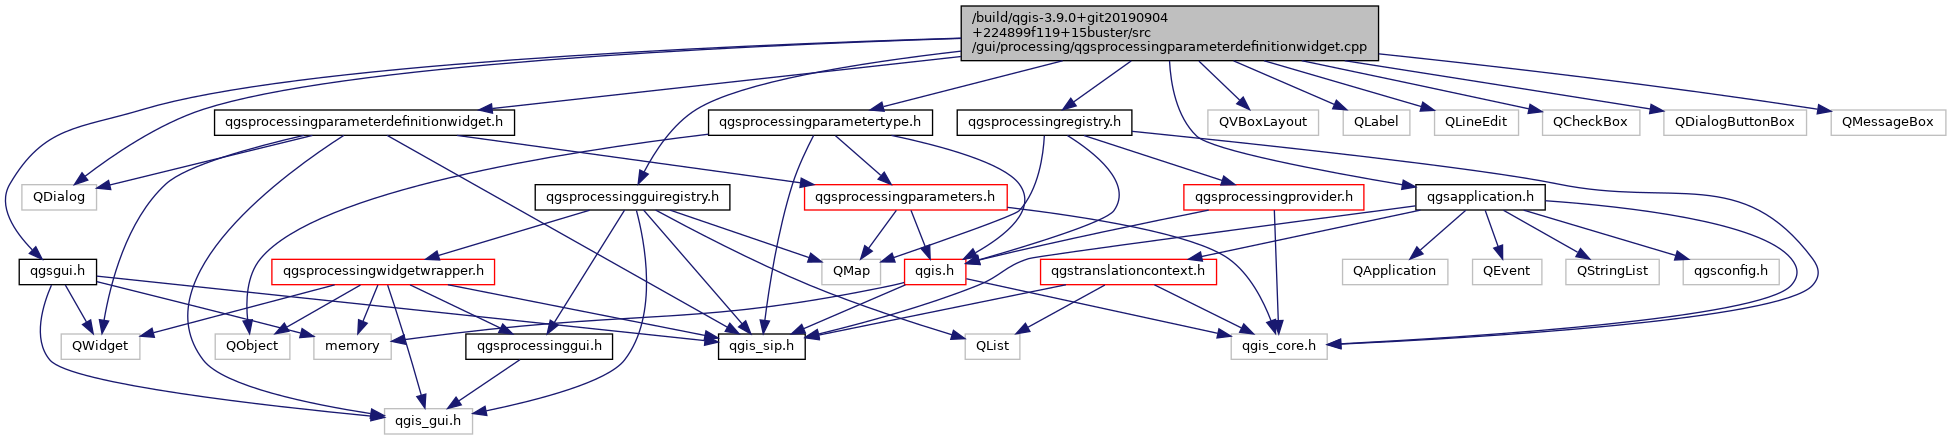 /build/qgis-3.9.0+git20190904
+224899f119+15buster/src
/gui/processing/qgsprocessingparameterdefinitionwidget.cpp
qgsprocessingparameterdefinitionwidget.h
qgsprocessingparametertype.h
qgsprocessingregistry.h
QVBoxLayout
QLabel
QLineEdit
QCheckBox
QDialogButtonBox
QMessageBox
QDialog
qgsprocessingguiregistry.h
qgsprocessingparameters.h
qgsprocessingprovider.h
qgsapplication.h
qgsgui.h
qgsprocessingwidgetwrapper.h
QMap
qgis.h
qgstranslationcontext.h
QApplication
QEvent
QStringList
qgsconfig.h
QWidget
QObject
memory
qgsprocessinggui.h
qgis_sip.h
QList
qgis_core.h
qgis_gui.h